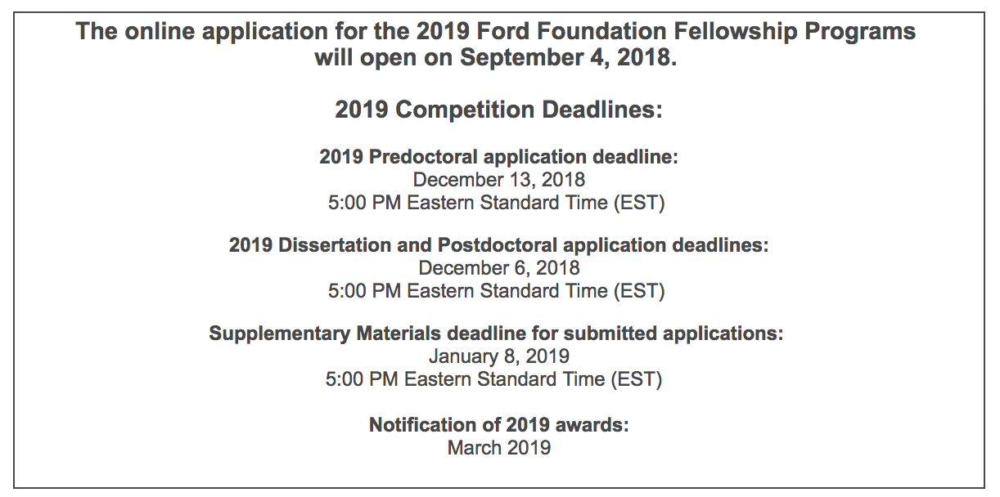 The online application for the 2019 Ford Foundation Fellowship Programs
will open on September 4, 2018.
2019 Competition Deadlines:
2019 Predoctoral application deadline:
December 13, 2018
5:00 PM Eastern Standard Time (EST)
2019 Dissertation and Postdoctoral application deadlines:
December 6, 2018
5:00 PM Eastern Standard Time (EST)
Supplementary Materials deadline for submitted applications:
January 8, 2019
5:00 PM Eastern Standard Time (EST)
Notification of 2019 awards:
March 2019